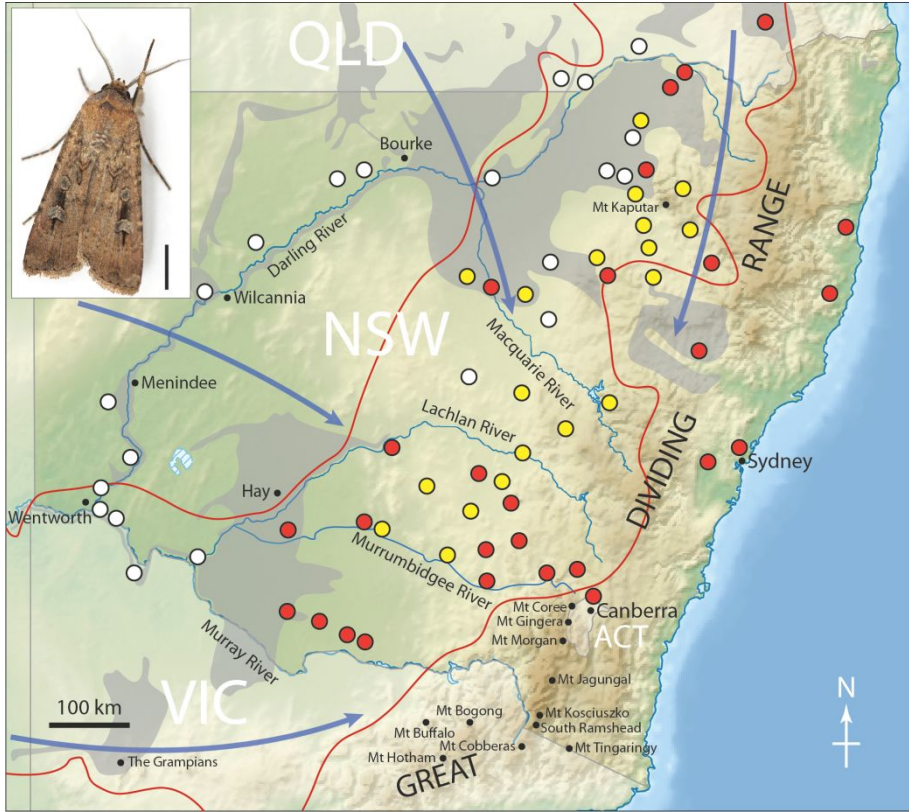 QLD
Bourke
Mt Kaputar
RANGE
Darling River
Wilcannia
NSW
Macquarie River
Menindee
Lachlan River
DIVIDING
Sydney
Hay
Wentworth
Murrumbidgee River
Mt Coree
Canberra
Mt Gingera
ACT
Mt Morgan
Murray River
Mt Jagungal
100 km
VIC
N
Mt Bogong
Mt Kosciuszko
Mt Buffalo
South Ramshead
Mt Cobberas
Mt Tingaringy
Mt Hotham
The Grampians
GREAT